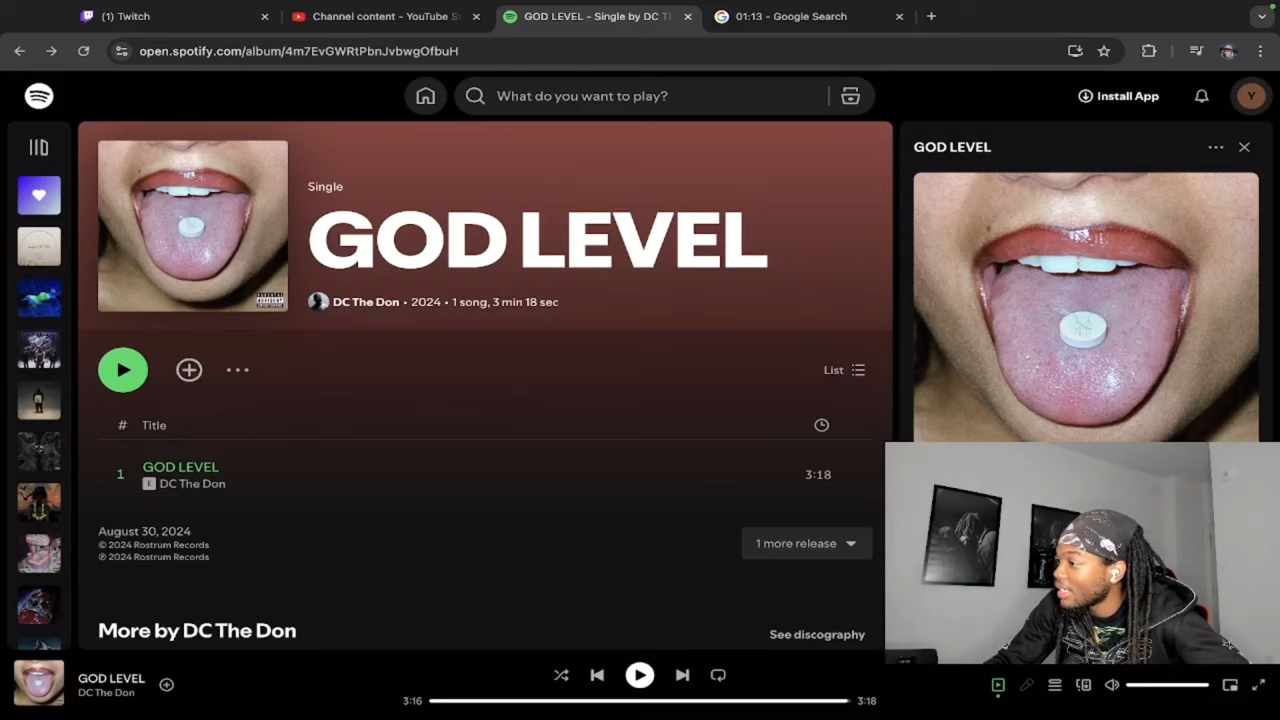 (1) Twitch
Channel content - YouTube S
GOD LEVEL - Single by DC T
01:13 - Google Search
open.spotify.com/album/4m7EvGWRtPbnJvbwgOfbuH
What do you want to play?
Install App
Y
Single
GOD LEVEL
DC The Don • 2024 • 1 song, 3 min 18 sec
PARENTAL
ADVISORY
EXPLICIT CONTENT
List
# Title
1 GOD LEVEL 3:18
E DC The Don
August 30, 2024
© 2024 Rostrum Records
℗ 2024 Rostrum Records
1 more release
More by DC The Don
See discography
GOD LEVEL
GOD LEVEL
DC The Don
3:16
3:18